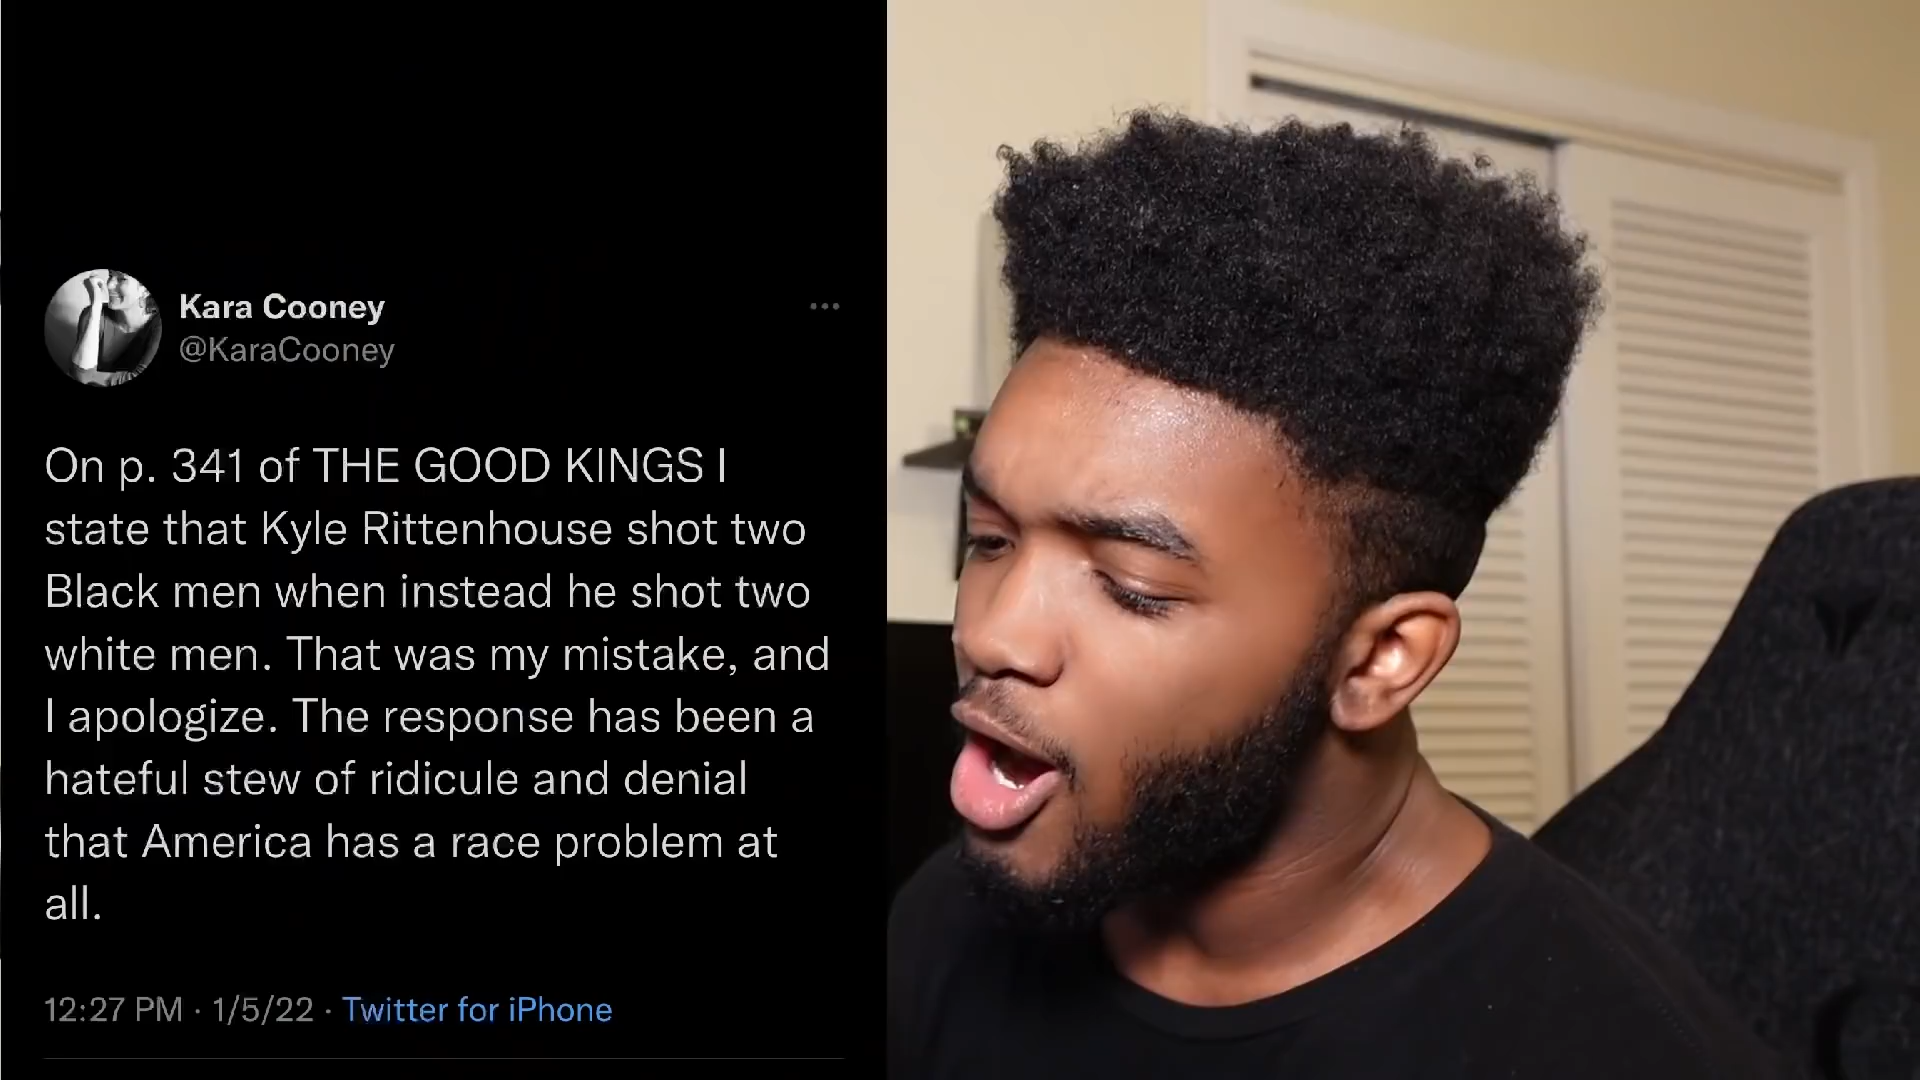 Kara Cooney
@KaraCooney
On p. 341 of THE GOOD KINGS I
state that Kyle Rittenhouse shot two
Black men when instead he shot two
white men. That was my mistake, and
I apologize. The response has been a
hateful stew of ridicule and denial
that America has a race problem at
all.
12:27 PM · 1/5/22 · Twitter for iPhone